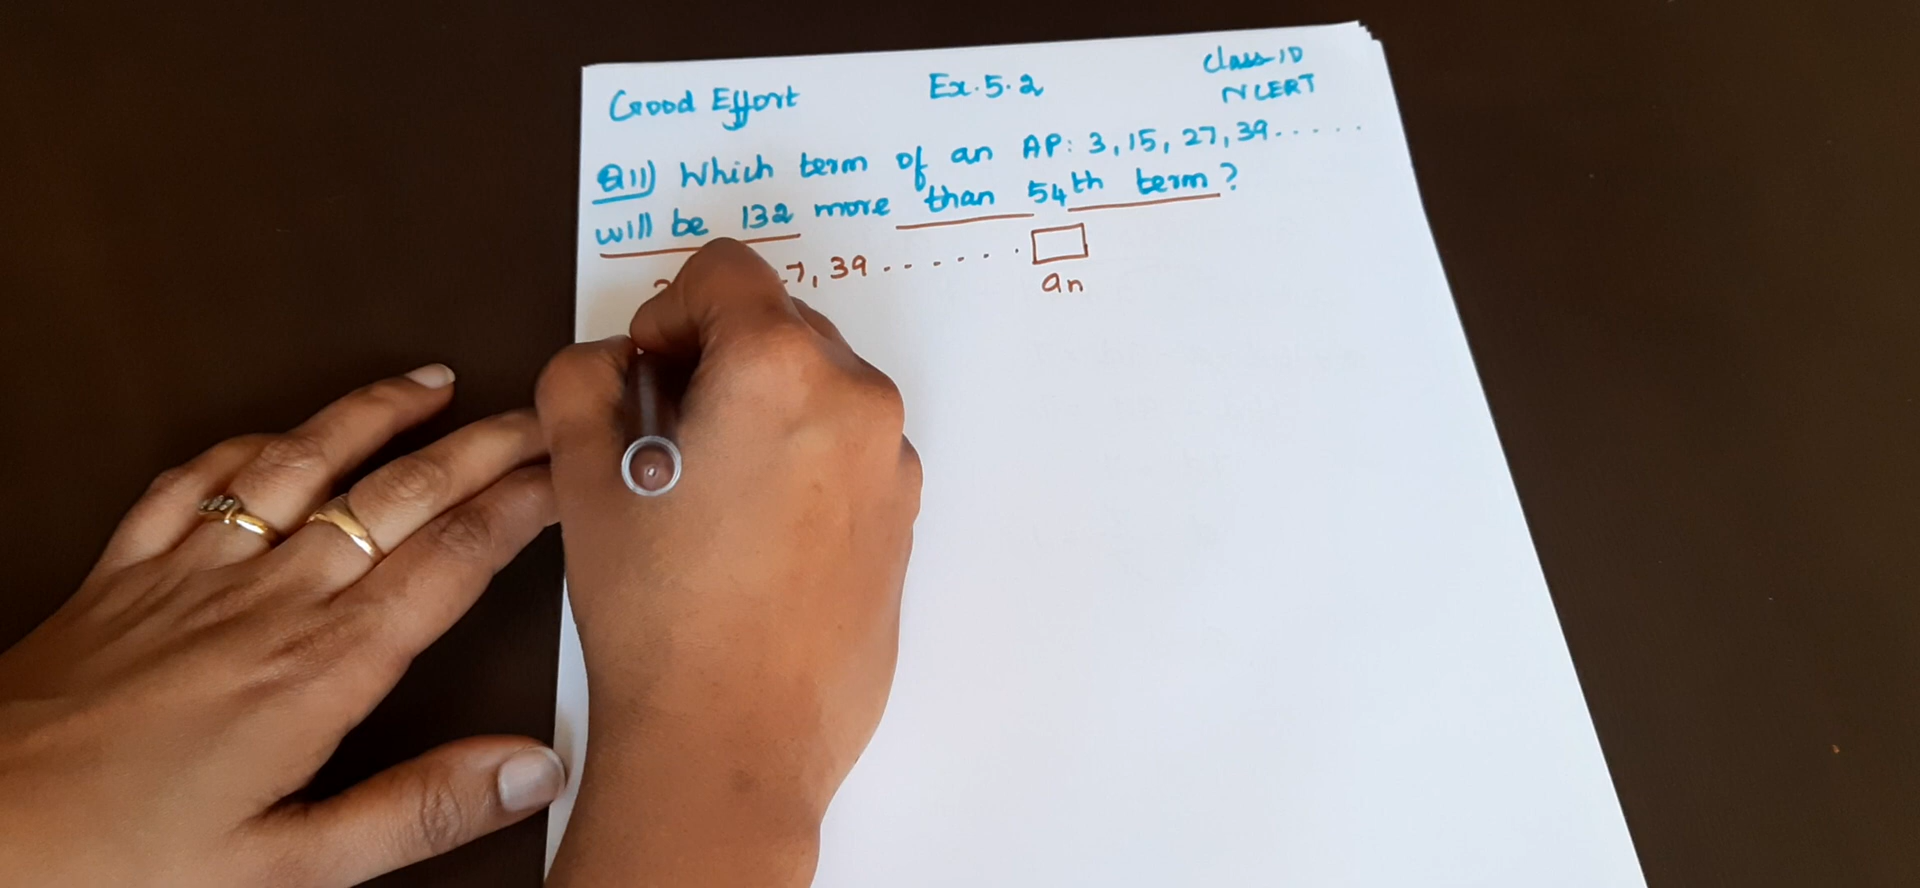 Good Effort Ex.5.2 Class-10
NCERT
Q11) Which term of an AP: 3, 15, 27, 39......
will be 132 more than 54th term?
7, 39.......
an